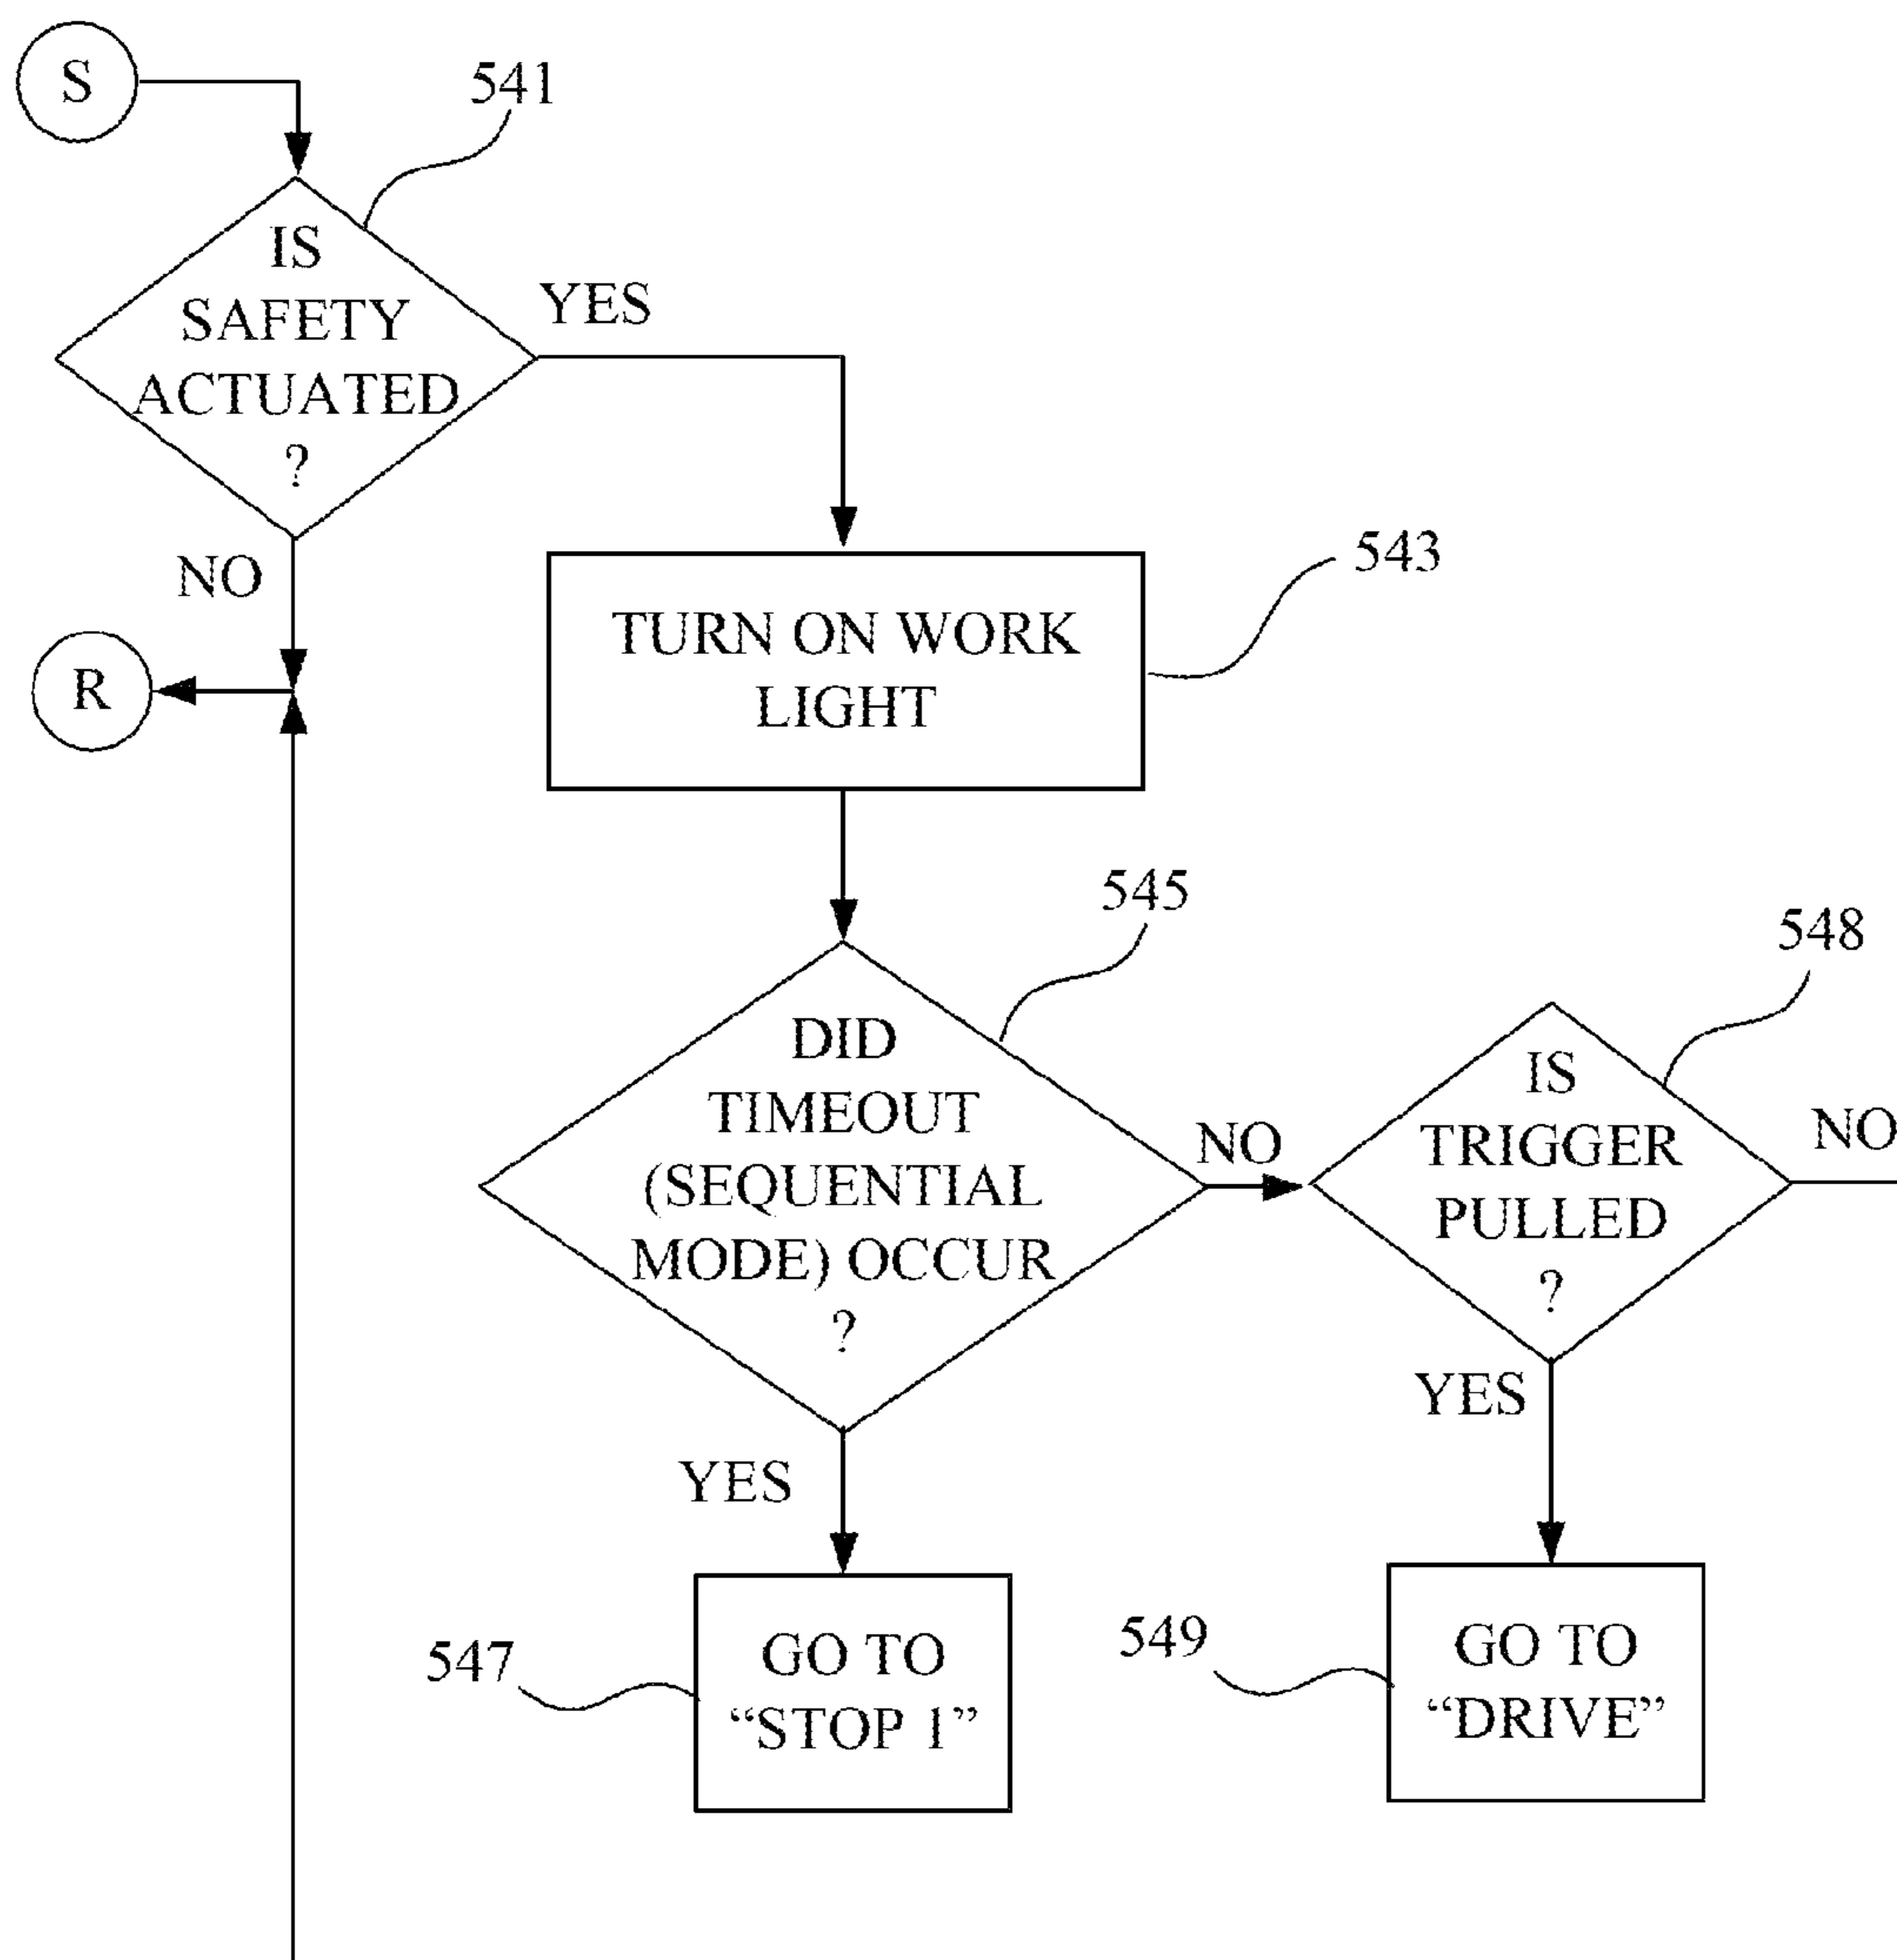 S
541
IS
SAFETY
ACTUATED
?
YES
NO
R
TURN ON WORK
LIGHT
543
545
DID
TIMEOUT
(SEQUENTIAL
MODE) OCCUR
?
NO
548
IS
TRIGGER
PULLED
?
NO
YES
YES
547
GO TO
“STOP 1”
549
GO TO
“DRIVE”